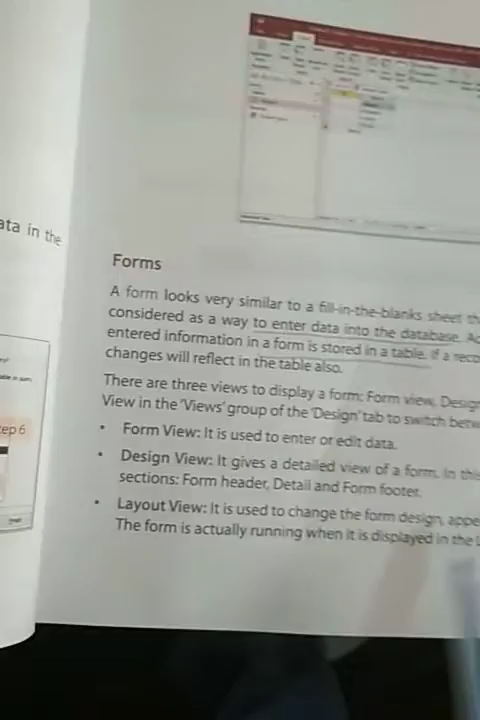 ata in the
tep 6
Forms
A form looks very similar to a fill-in-the-blanks sheet th
considered as a way to enter data into the database. Ac
entered information in a form is stored in a table. If a reco
changes will reflect in the table also.
There are three views to display a form: Form view, Design
View in the 'Views' group of the 'Design' tab to switch betw
• Form View: It is used to enter or edit data.
• Design View: It gives a detailed view of a form. In this
sections: Form header, Detail and Form footer.
• Layout View: It is used to change the form design, appe
The form is actually running when it is displayed in the L